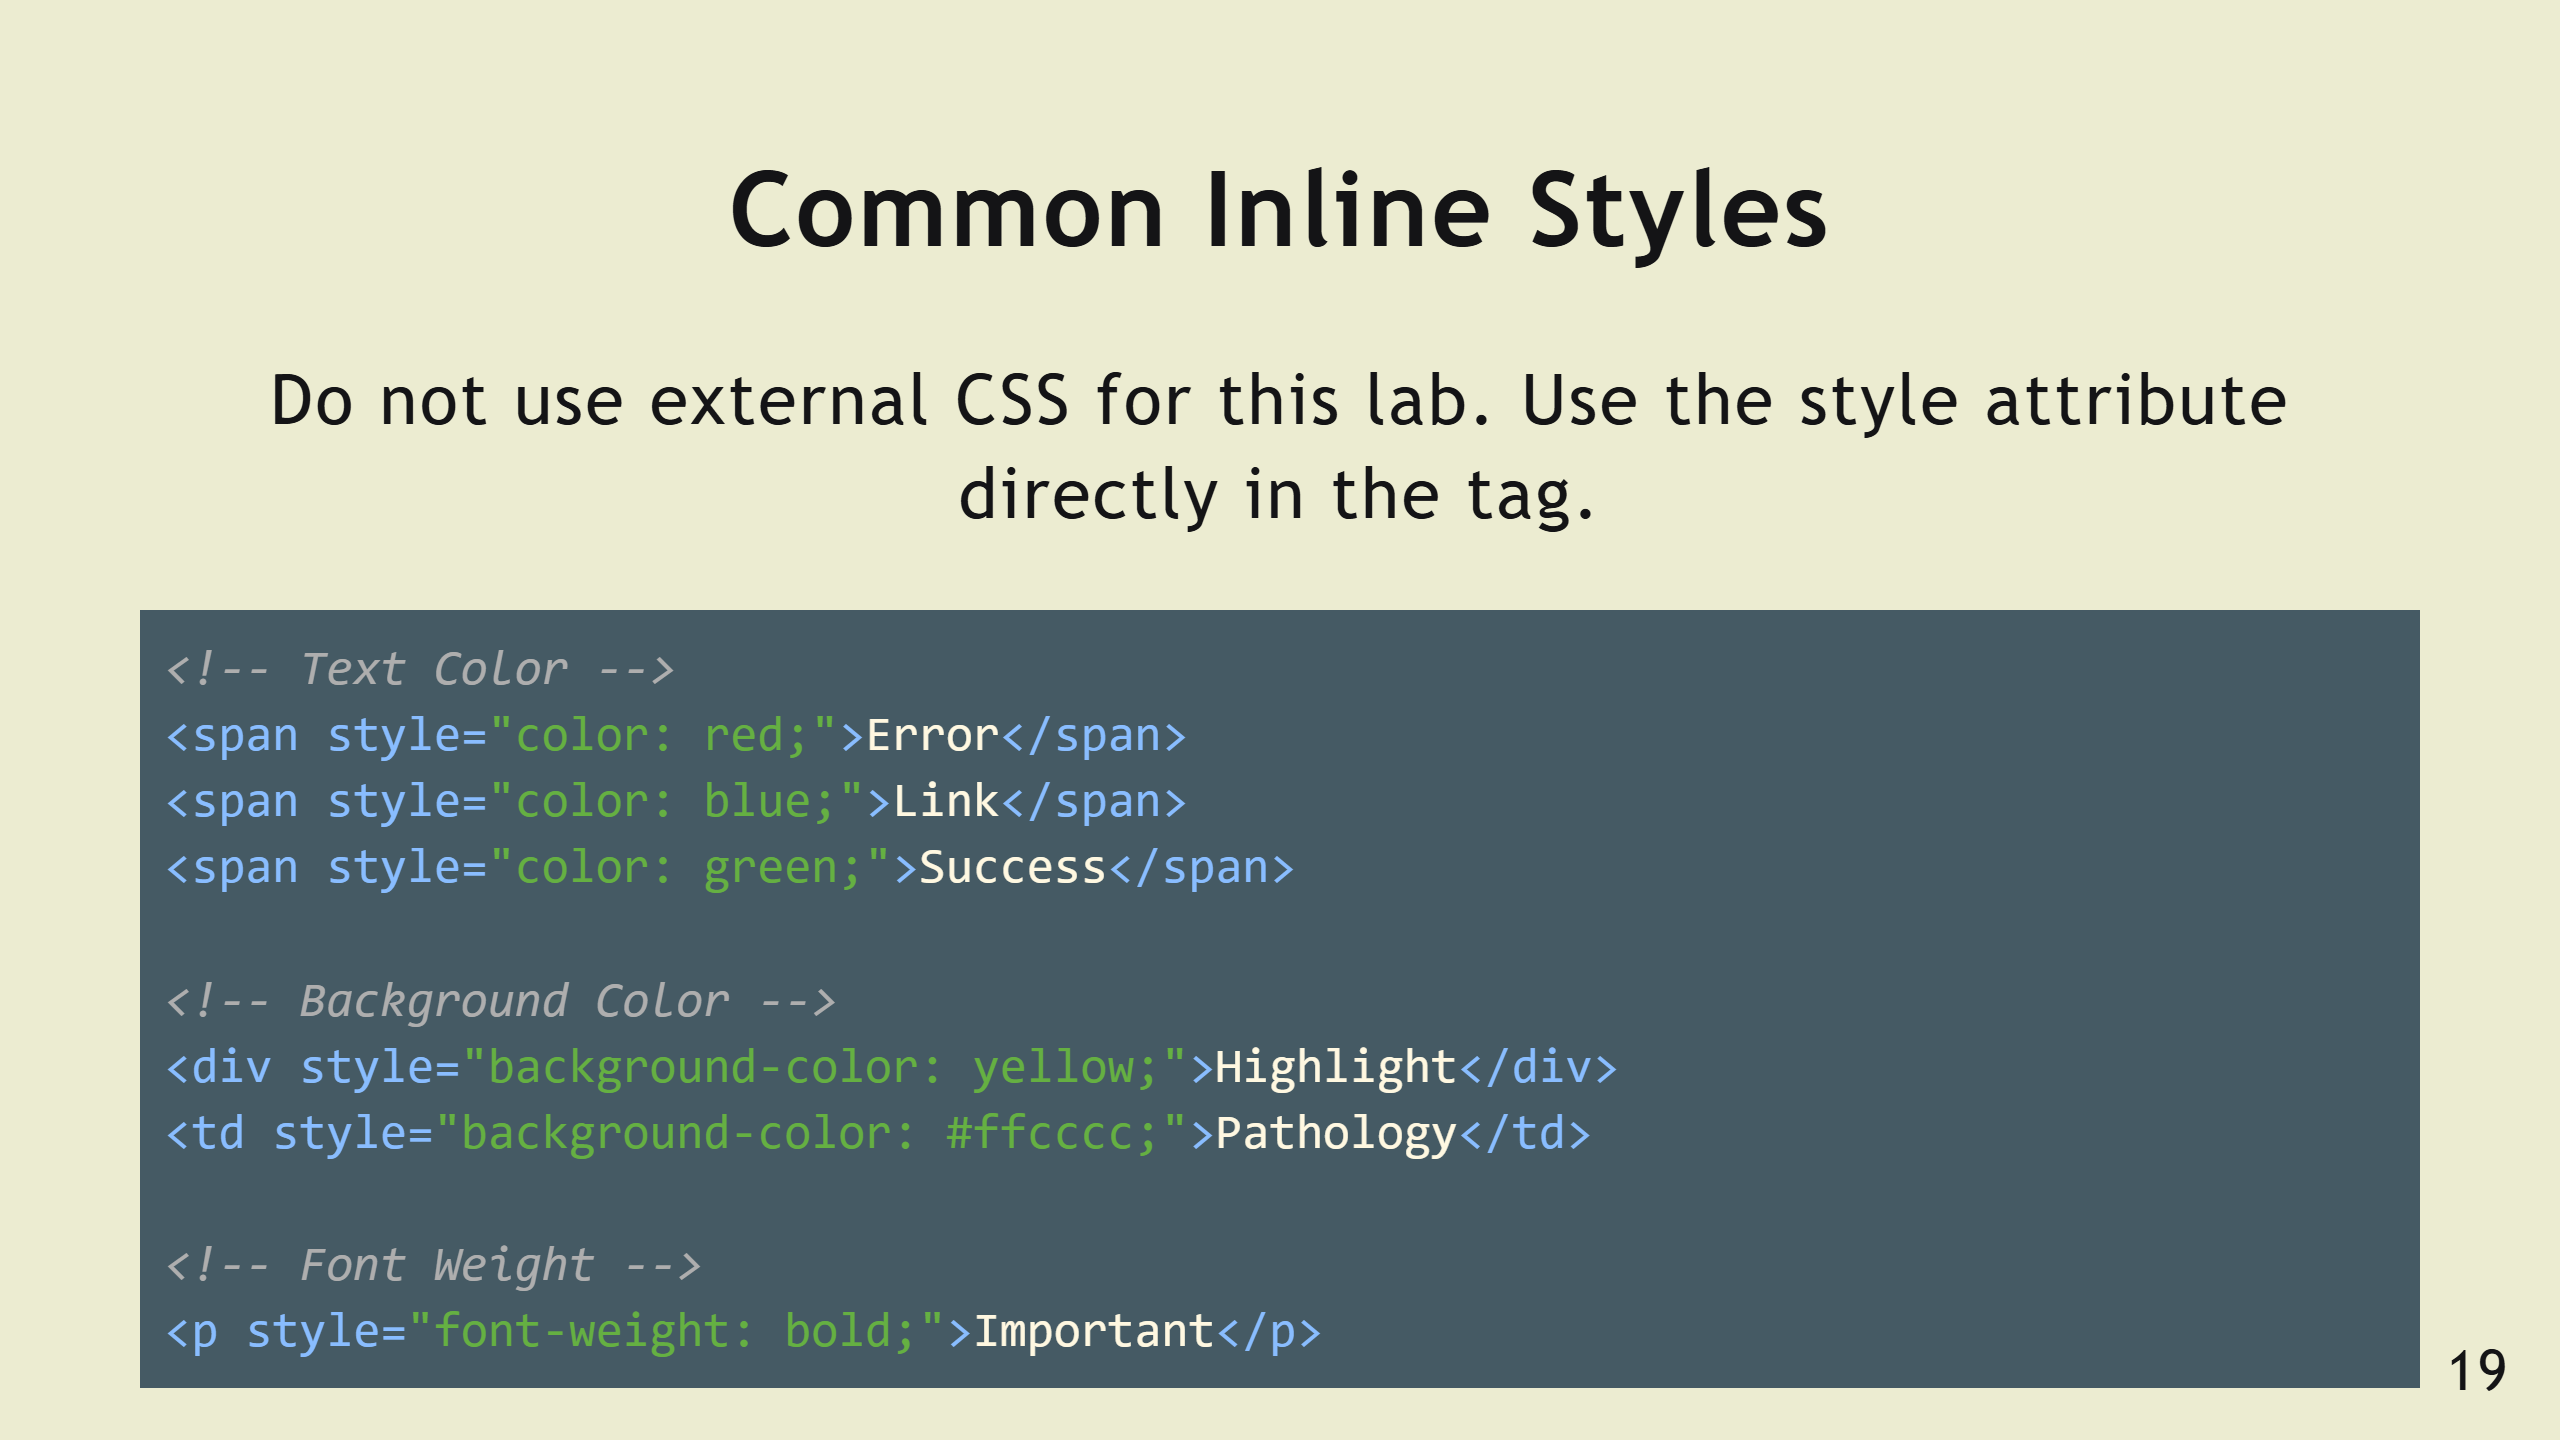 Common Inline Styles
Do not use external CSS for this lab. Use the style attribute
directly in the tag.
<!-- Text Color -->
<span style="color: red;">Error</span>
<span style="color: blue;">Link</span>
<span style="color: green;">Success</span>
<!-- Background Color -->
<div style="background-color: yellow;">Highlight</div>
<td style="background-color: #ffcccc;">Pathology</td>
<!-- Font Weight -->
<p style="font-weight: bold;">Important</p>
19